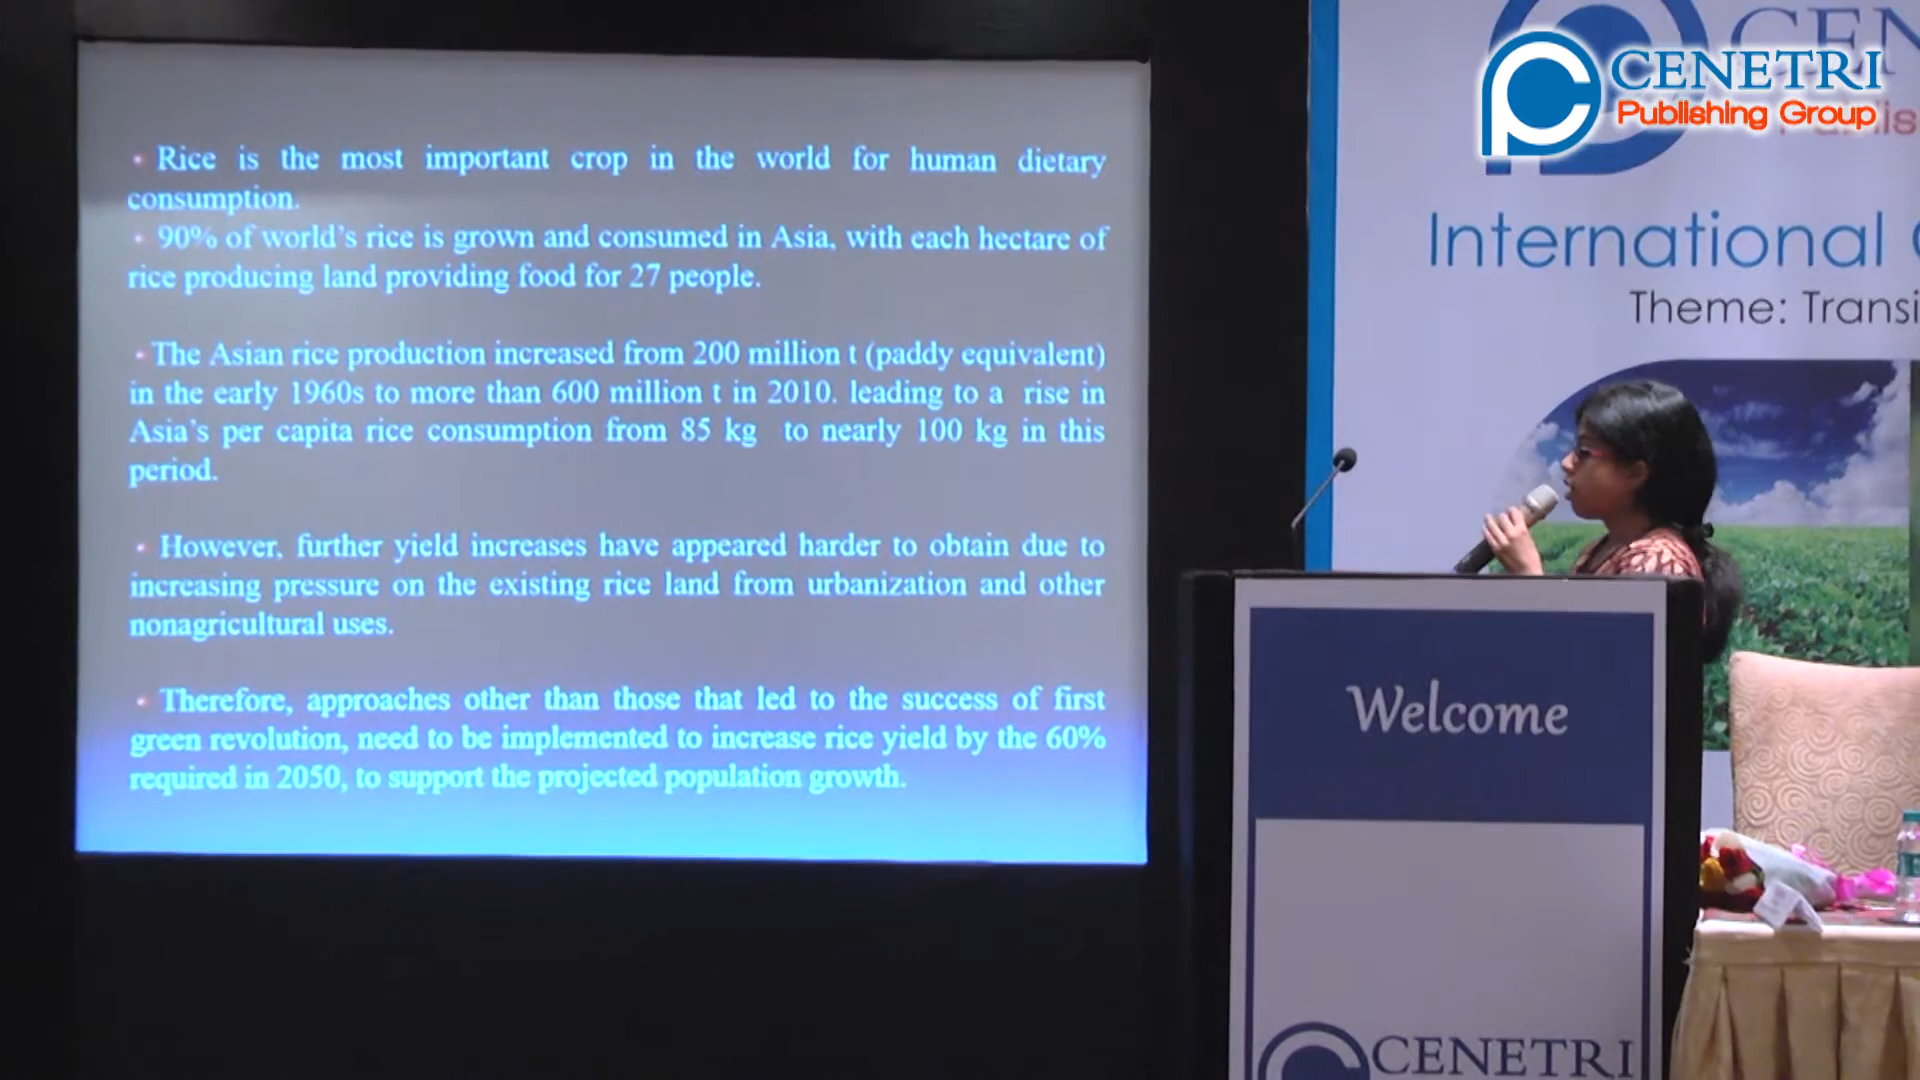 • Rice is the most important crop in the world for human dietary
consumption.
• 90% of world's rice is grown and consumed in Asia, with each hectare of
rice producing land providing food for 27 people.
• The Asian rice production increased from 200 million t (paddy equivalent)
in the early 1960s to more than 600 million t in 2010. leading to a rise in
Asia's per capita rice consumption from 85 kg to nearly 100 kg in this
period.
• However, further yield increases have appeared harder to obtain due to
increasing pressure on the existing rice land from urbanization and other
nonagricultural uses.
• Therefore, approaches other than those that led to the success of first
green revolution, need to be implemented to increase rice yield by the 60%
required in 2050, to support the projected population growth.
CENETRI
Publishing Group
International
Theme:
Welcome
CENETRI